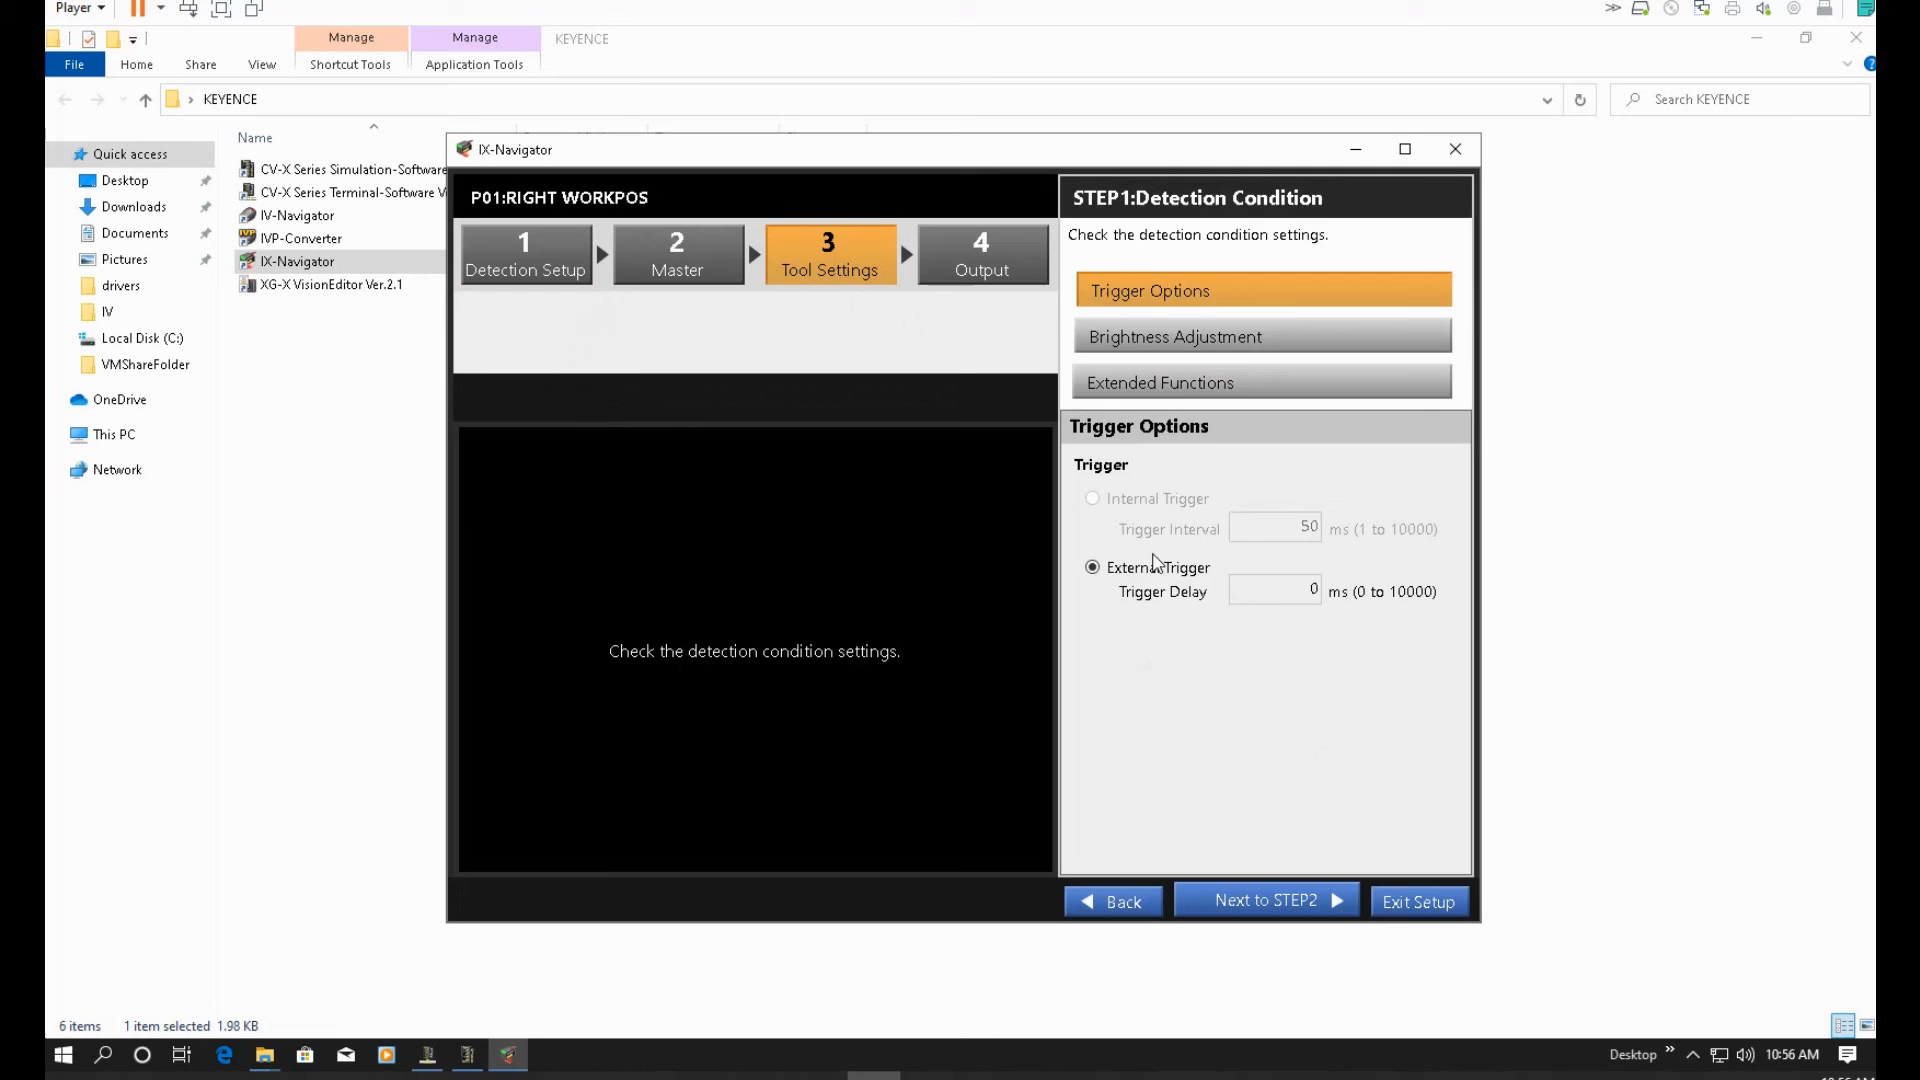 Player
Manage
Manage
KEYENCE
File
Home
Share
View
Shortcut Tools
Application Tools
KEYENCE
Search KEYENCE
Quick access
Desktop
Downloads
Documents
Pictures
drivers
IV
Local Disk (C:)
VMShareFolder
OneDrive
This PC
Network
Name
CV-X Series Simulation-Software
CV-X Series Terminal-Software V
IV-Navigator
IVP-Converter
IX-Navigator
XG-X VisionEditor Ver.2.1
IX-Navigator
P01:RIGHT WORKPOS
1
Detection Setup
2
Master
3
Tool Settings
4
Output
Check the detection condition settings.
STEP1:Detection Condition
Check the detection condition settings.
Trigger Options
Brightness Adjustment
Extended Functions
Trigger Options
Trigger
Internal Trigger
Trigger Interval 50 ms (1 to 10000)
External Trigger
Trigger Delay 0 ms (0 to 10000)
Back
Next to STEP2
Exit Setup
6 items
1 item selected 1.98 KB
Desktop
10:56 AM